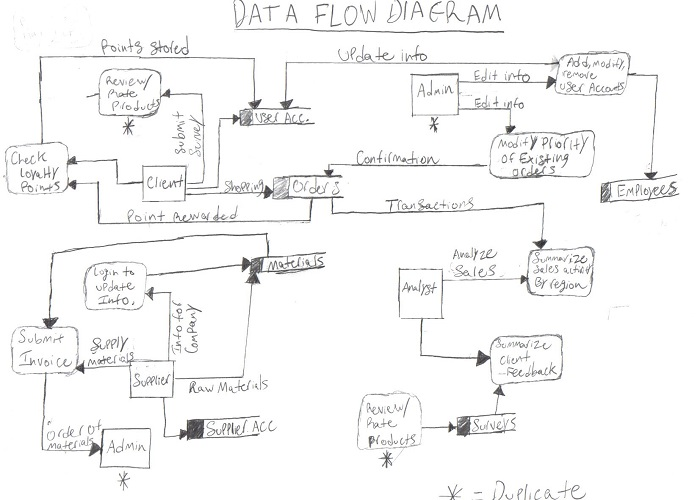 DATA FLOW DIAGRAM
Points stored
Update info
Review/
Rate
Products
*
Submit
Survey
User Acc.
Admin
*
Edit info
Edit info
Add, modify,
remove
User Accounts
Check
Loyalty
Points
Client
Shopping
Orders
Confirmation
Modify Priority
Of Existing
Orders
Employees
Point Rewarded
Transactions
Materials
Login to
Update
Info.
Info for
Company
Analyst
Analyze
Sales
Summarize
Sales activity
By region
Submit
Invoice
Supply
Materials
Supplier
Raw Materials
Summarize
Client
Feedback
Order of
Materials
Admin
*
Supplier. ACC
Review/
Rate
Products
*
Surveys
* = Duplicate